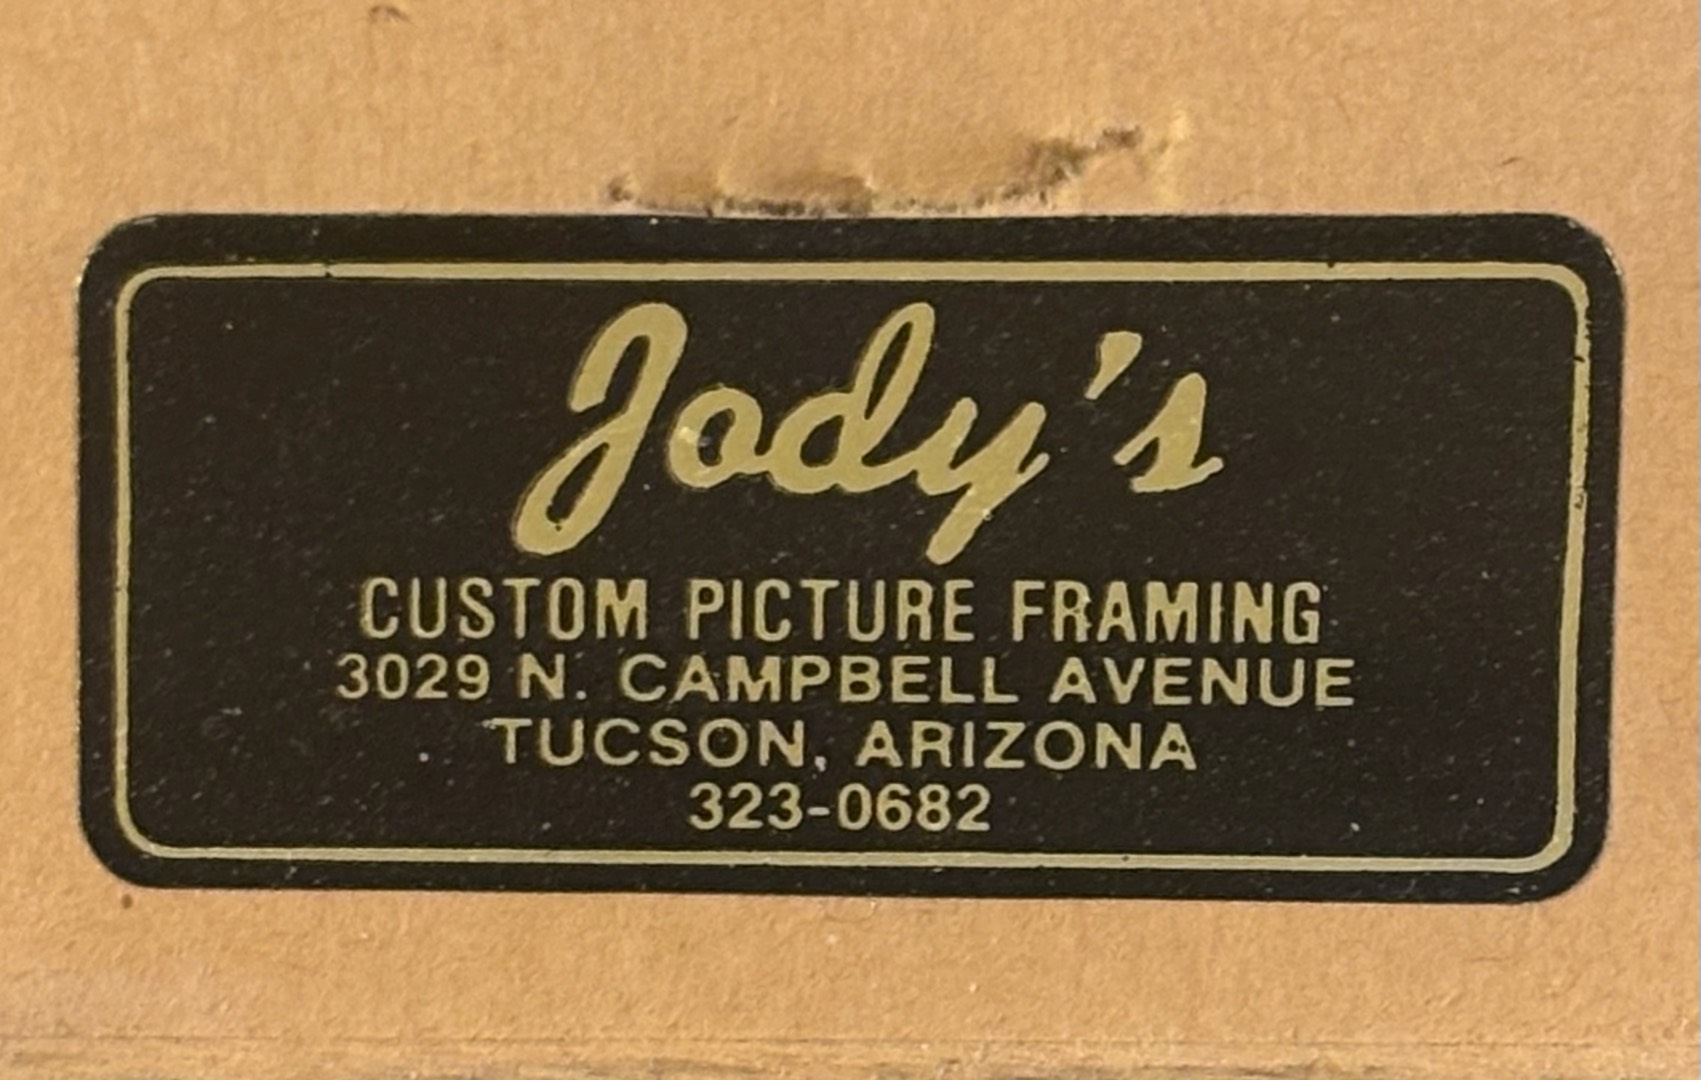 Jody's
CUSTOM PICTURE FRAMING
3029 N. CAMPBELL AVENUE
TUCSON, ARIZONA
323-0682